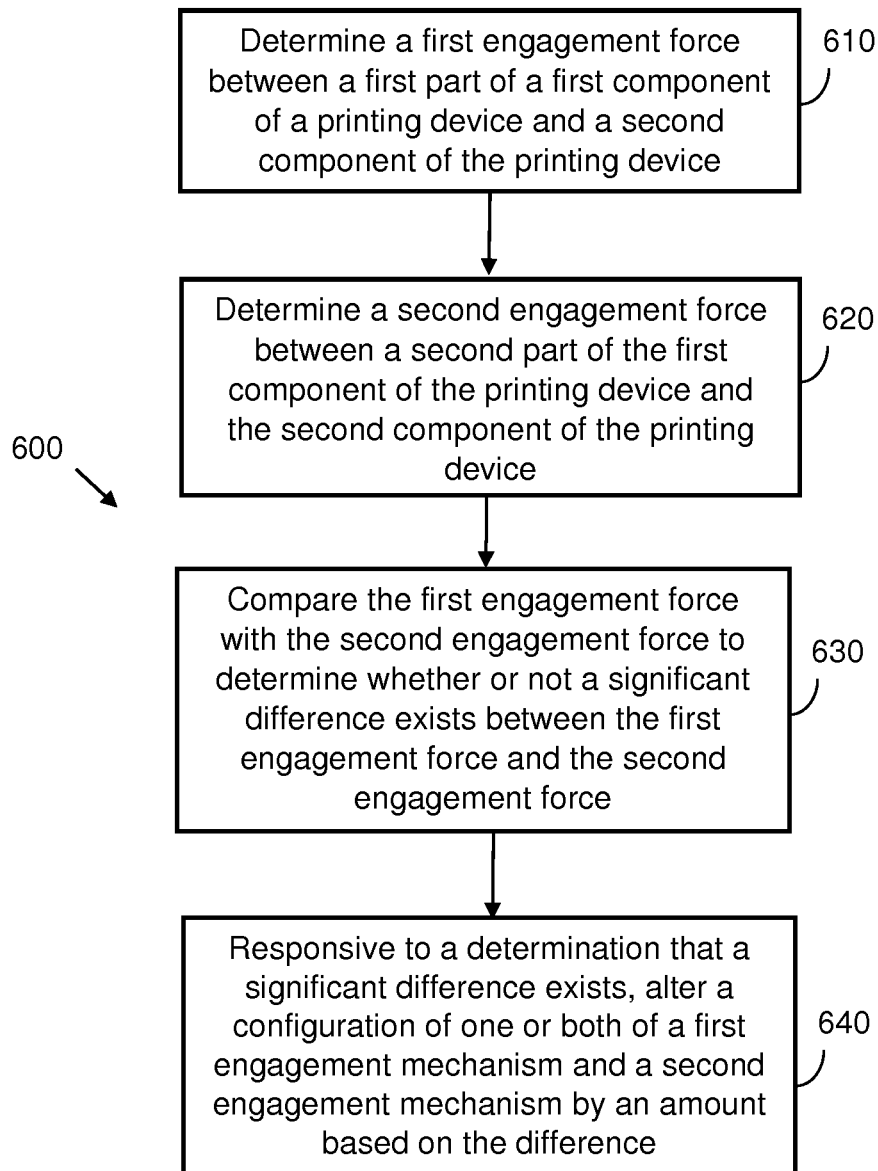 Determine a first engagement force
between a first part of a first component
of a printing device and a second
component of the printing device
610
Determine a second engagement force
between a second part of the first
component of the printing device and
the second component of the printing
device
620
600
Compare the first engagement force
with the second engagement force to
determine whether or not a significant
difference exists between the first
engagement force and the second
engagement force
630
Responsive to a determination that a
significant difference exists, alter a
configuration of one or both of a first
engagement mechanism and a second
engagement mechanism by an amount
based on the difference
640